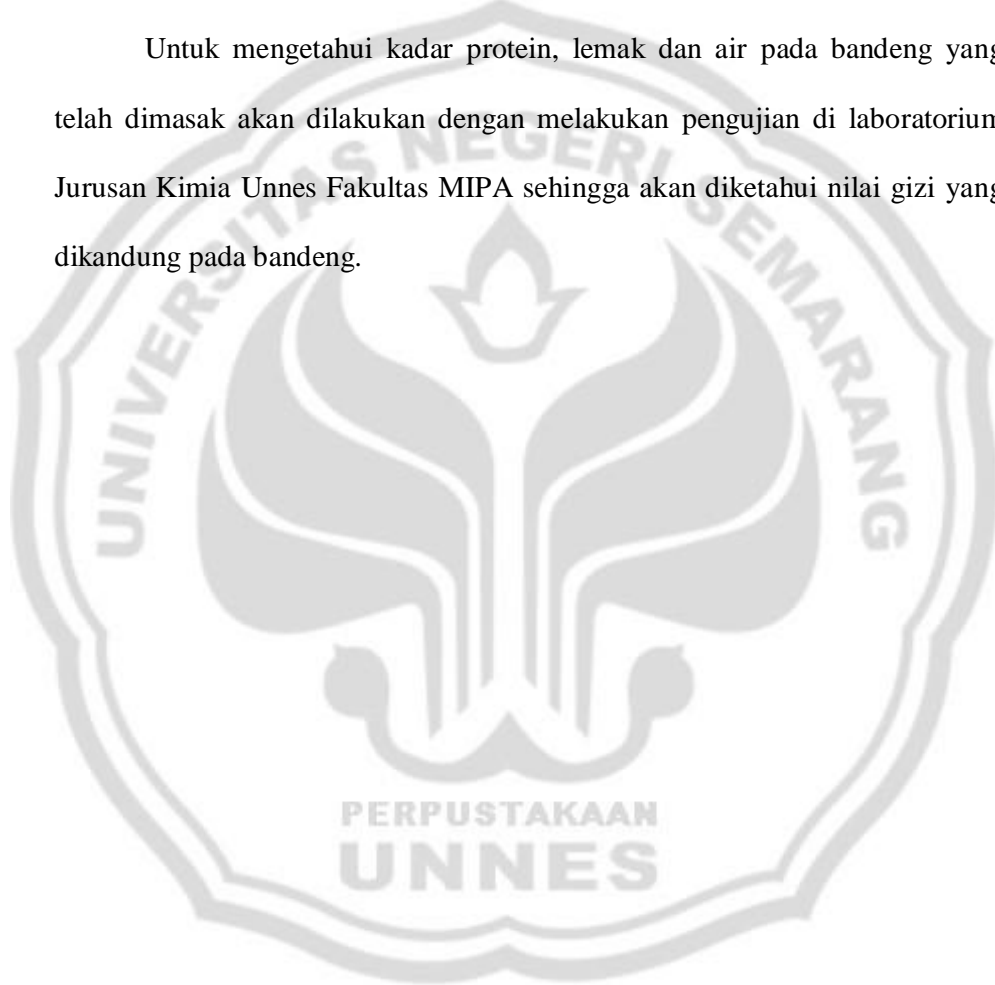 Untuk mengetahui kadar protein, lemak dan air pada bandeng yang
telah dimasak akan dilakukan dengan melakukan pengujian di laboratorium
Jurusan Kimia Unnes Fakultas MIPA sehingga akan diketahui nilai gizi yang
dikandung pada bandeng.
UNIVERSITAS NEGERI SEMARANG
PERPUSTAKAAN
UNNES